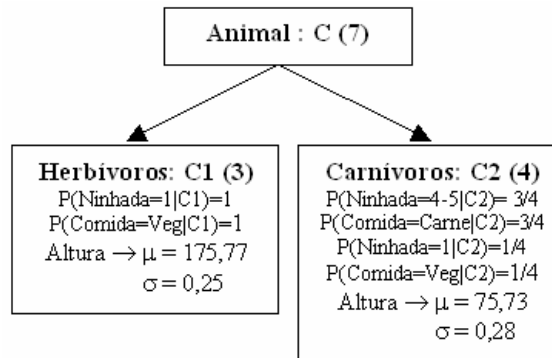 Animal : C (7)
Herbívoros: C1 (3)
P(Ninhada=1|C1)=1
P(Comida=Veg|C1)=1
Altura → μ = 175,77
σ = 0,25
Carnívoros: C2 (4)
P(Ninhada=4-5|C2)= 3/4
P(Comida=Carne|C2)=3/4
P(Ninhada=1|C2)=1/4
P(Comida=Veg|C2)=1/4
Altura → μ = 75,73
σ = 0,28